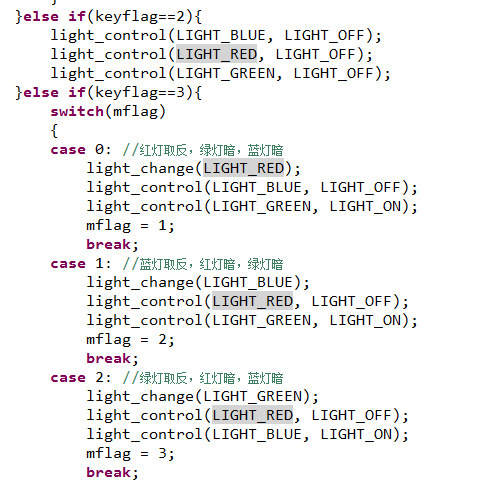 }else if(keyflag==2){
light_control(LIGHT_BLUE, LIGHT_OFF);
light_control(LIGHT_RED, LIGHT_OFF);
light_control(LIGHT_GREEN, LIGHT_OFF);
}else if(keyflag==3){
switch(mflag)
{
case 0: //红灯取反，绿灯暗，蓝灯暗
light_change(LIGHT_RED);
light_control(LIGHT_BLUE, LIGHT_OFF);
light_control(LIGHT_GREEN, LIGHT_ON);
mflag = 1;
break;
case 1: //蓝灯取反，红灯暗，绿灯暗
light_change(LIGHT_BLUE);
light_control(LIGHT_RED, LIGHT_OFF);
light_control(LIGHT_GREEN, LIGHT_ON);
mflag = 2;
break;
case 2: //绿灯取反，红灯暗，蓝灯暗
light_change(LIGHT_GREEN);
light_control(LIGHT_RED, LIGHT_OFF);
light_control(LIGHT_BLUE, LIGHT_ON);
mflag = 3;
break;